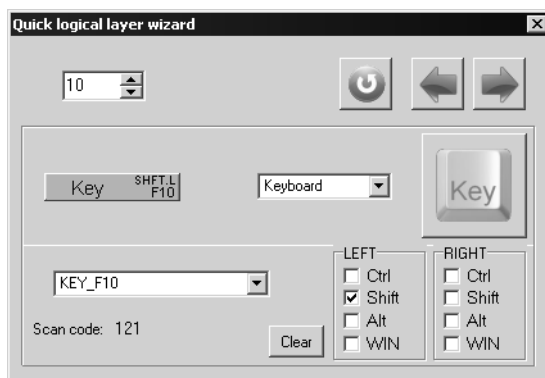 Quick logical layer wizard
10
Key SHFT.L
F10
Keyboard
Key
KEY_F10
Scan code: 121
Clear
LEFT
Ctrl
Shift
Alt
WIN
RIGHT
Ctrl
Shift
Alt
WIN